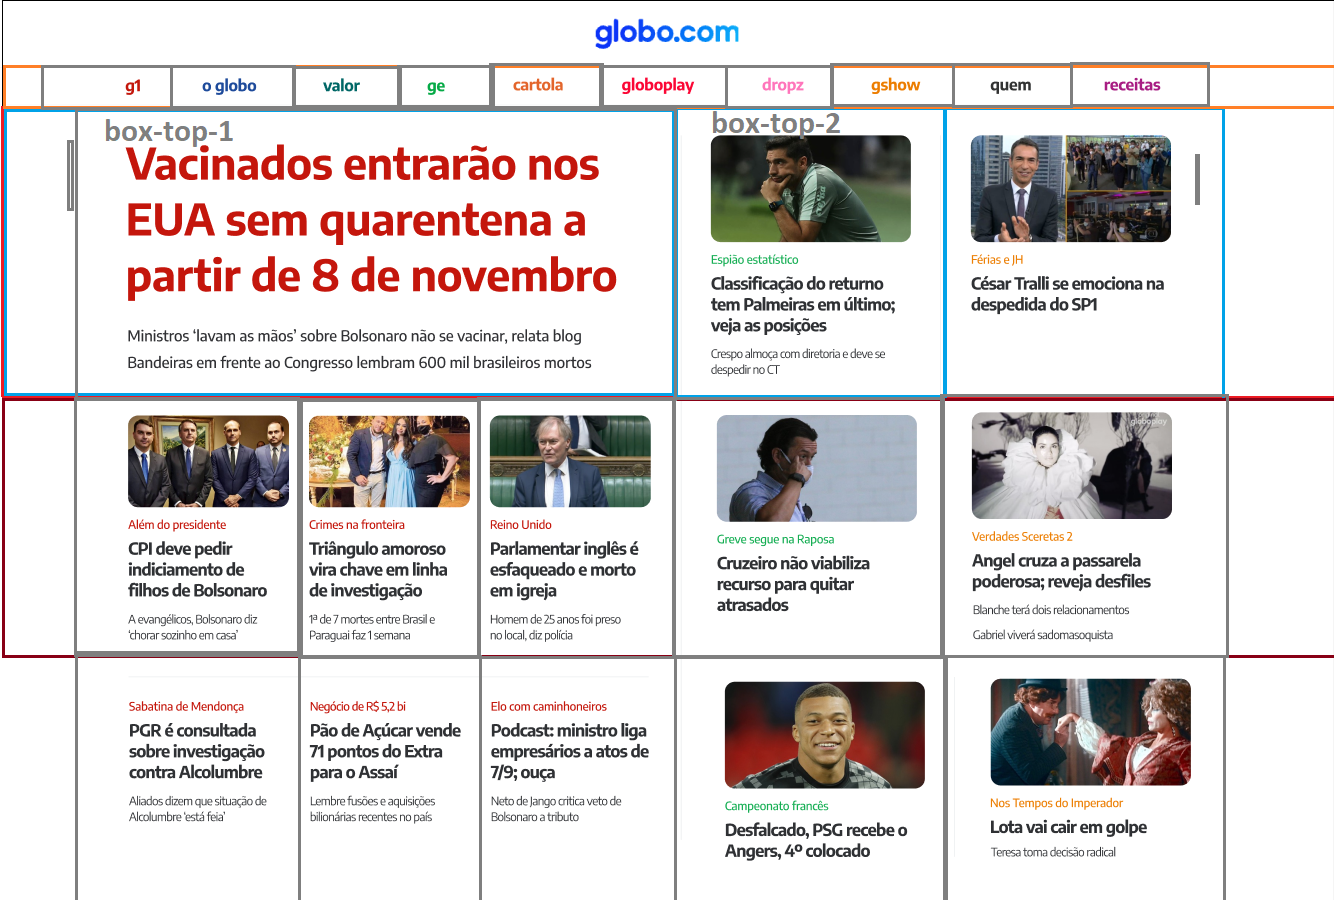 globo.com
g1 o globo valor ge cartola globoplay dropz gshow quem receitas
box-top-1
Vacinados entrarão nos
EUA sem quarentena a
partir de 8 de novembro
Ministros ‘lavam as mãos’ sobre Bolsonaro não se vacinar, relata blog
Bandeiras em frente ao Congresso lembram 600 mil brasileiros mortos
box-top-2
Espião estatístico
Classificação do returno
tem Palmeiras em último;
veja as posições
Crespo almoça com diretoria e deve se
despedir no CT
Férias e JH
César Tralli se emociona na
despedida do SP1
Além do presidente
CPI deve pedir
indiciamento de
filhos de Bolsonaro
A evangélicos, Bolsonaro diz
‘chorar sozinho em casa’
Crimes na fronteira
Triângulo amoroso
vira chave em linha
de investigação
1ª de 7 mortes entre Brasil e
Paraguai faz 1 semana
Reino Unido
Parlamentar inglês é
esfaqueado e morto
em igreja
Homem de 25 anos foi preso
no local, diz polícia
Greve segue na Raposa
Cruzeiro não viabiliza
recurso para quitar
atrasados
globoplay
Verdades Sceretas 2
Angel cruza a passarela
poderosa; reveja desfiles
Blanche terá dois relacionamentos
Gabriel viverá sadomasoquista
Sabatina de Mendonça
PGR é consultada
sobre investigação
contra Alcolumbre
Aliados dizem que situação de
Alcolumbre ‘está feia’
Negócio de R$ 5,2 bi
Pão de Açúcar vende
71 pontos do Extra
para o Assaí
Lembre fusões e aquisições
bilionárias recentes no país
Elo com caminhoneiros
Podcast: ministro liga
empresários a atos de
7/9; ouça
Neto de Jango critica veto de
Bolsonaro a tributo
Campeonato francês
Desfalcado, PSG recebe o
Angers, 4º colocado
Nos Tempos do Imperador
Lota vai cair em golpe
Teresa toma decisão radical